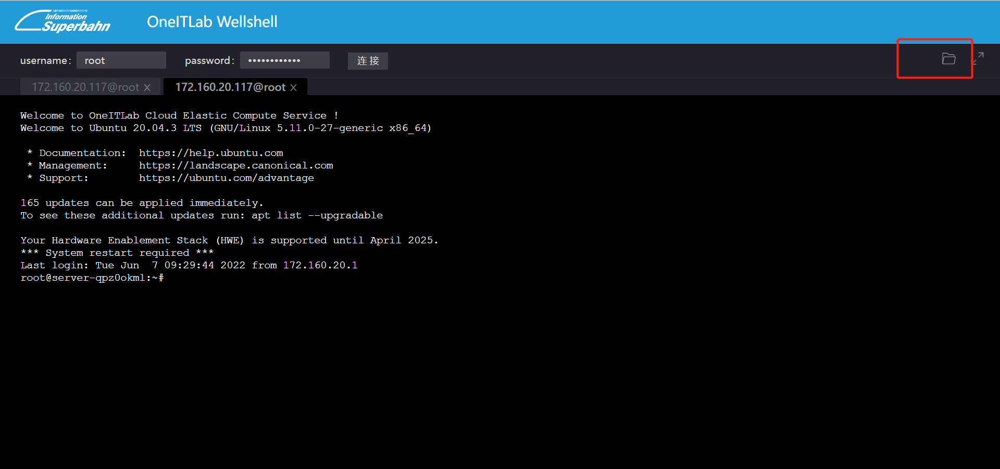 Information
Superbahn
OneITLab Wellshell
username: root password: •••••••••••• 连接
172.160.20.117@root X 172.160.20.117@root X
Welcome to OneITLab Cloud Elastic Compute Service !
Welcome to Ubuntu 20.04.3 LTS (GNU/Linux 5.11.0-27-generic x86_64)
* Documentation: https://help.ubuntu.com
* Management: https://landscape.canonical.com
* Support: https://ubuntu.com/advantage
165 updates can be applied immediately.
To see these additional updates run: apt list --upgradable
Your Hardware Enablement Stack (HWE) is supported until April 2025.
*** System restart required ***
Last login: Tue Jun  7 09:29:44 2022 from 172.160.20.1
root@server-qpz0okml:~#